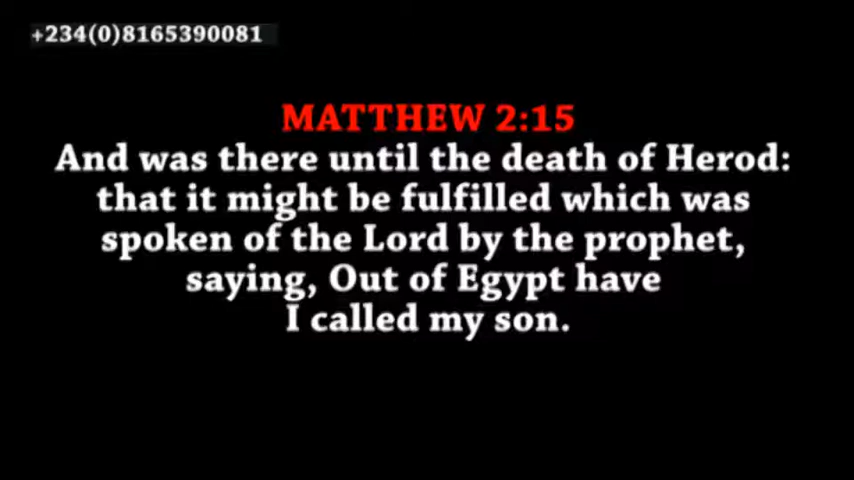 +234(0)8165390081
MATTHEW 2:15
And was there until the death of Herod:
that it might be fulfilled which was
spoken of the Lord by the prophet,
saying, Out of Egypt have
I called my son.